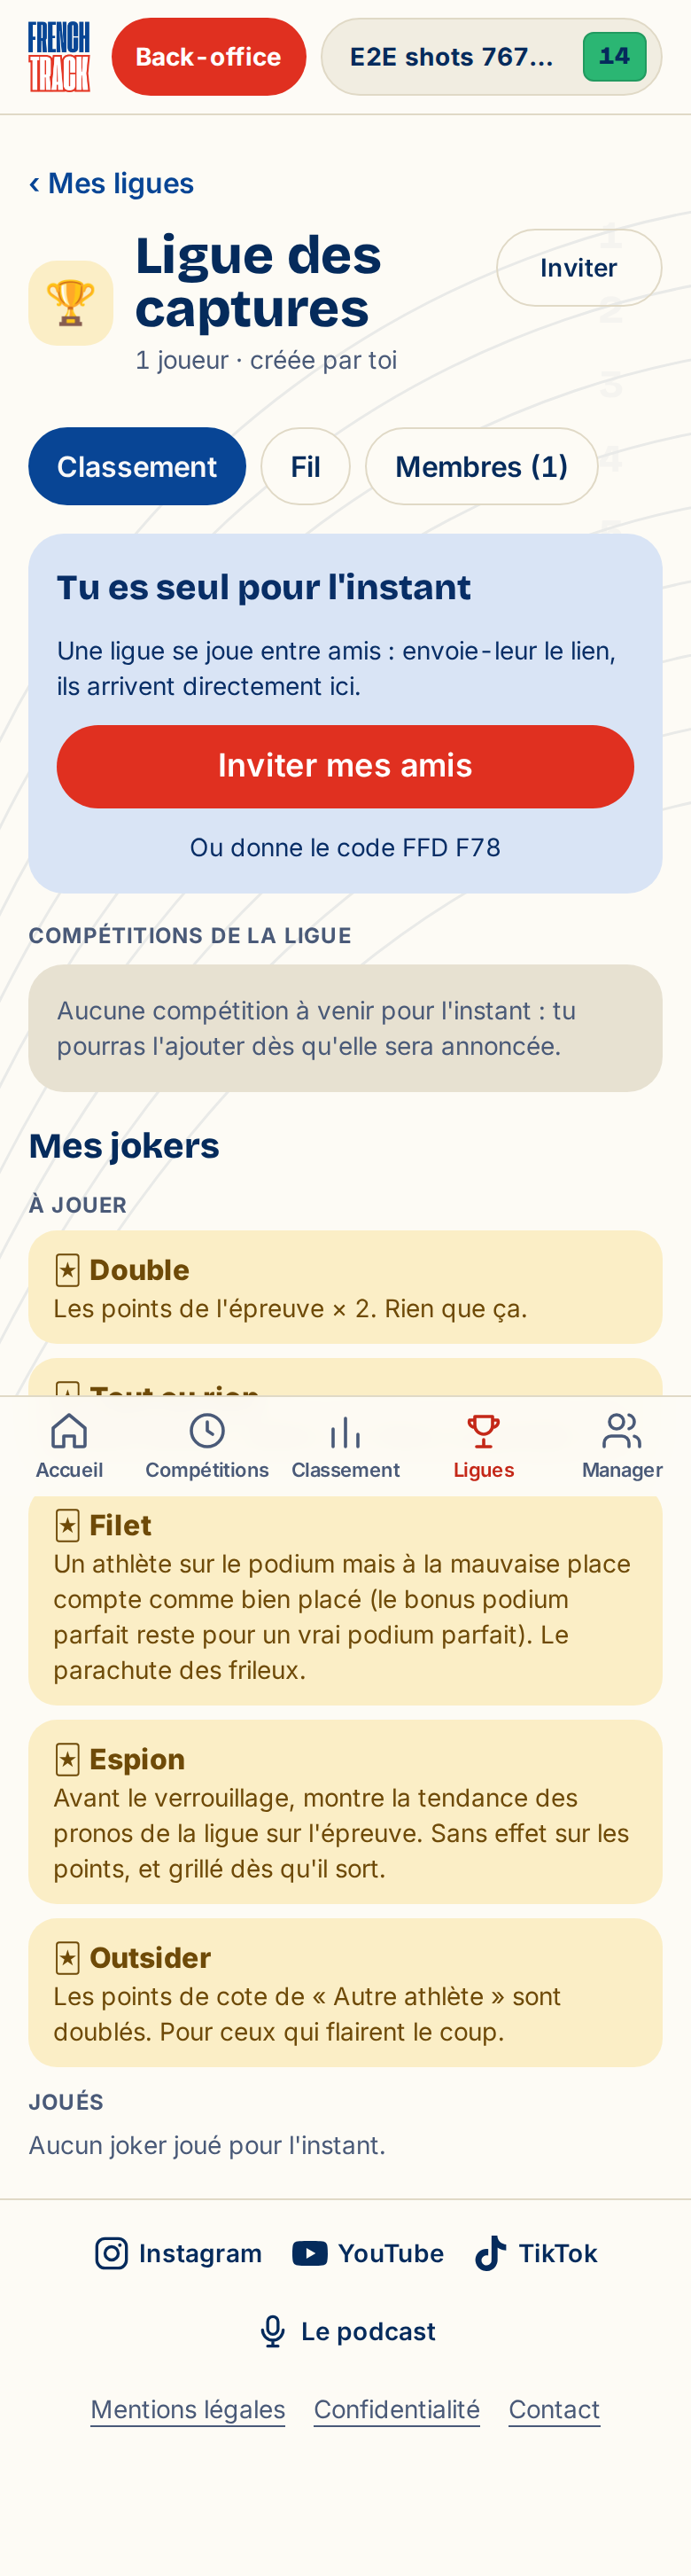 FRENCH
TRACK
Back-office
E2E shots 767...
14
‹ Mes ligues
Ligue des
captures
1 joueur · créée par toi
Inviter
1
2
3
4
Classement
Fil
Membres (1)
Tu es seul pour l'instant
Une ligue se joue entre amis : envoie-leur le lien,
ils arrivent directement ici.
Inviter mes amis
Ou donne le code FFD F78
COMPÉTITIONS DE LA LIGUE
Aucune compétition à venir pour l'instant : tu
pourras l'ajouter dès qu'elle sera annoncée.
Mes jokers
À JOUER
Double
Les points de l'épreuve × 2. Rien que ça.
Tout ou rien
Accueil
Compétitions
Classement
Ligues
Manager
Filet
Un athlète sur le podium mais à la mauvaise place
compte comme bien placé (le bonus podium
parfait reste pour un vrai podium parfait). Le
parachute des frileux.
Espion
Avant le verrouillage, montre la tendance des
pronos de la ligue sur l'épreuve. Sans effet sur les
points, et grillé dès qu'il sort.
Outsider
Les points de cote de « Autre athlète » sont
doublés. Pour ceux qui flairent le coup.
JOUÉS
Aucun joker joué pour l'instant.
Instagram
YouTube
TikTok
Le podcast
Mentions légales
Confidentialité
Contact